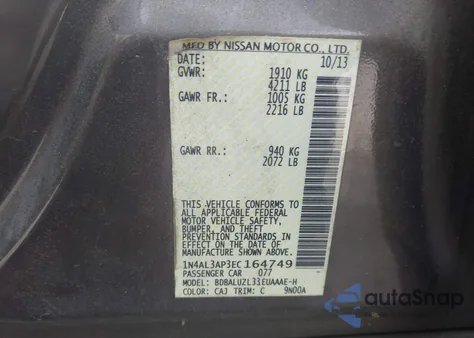 MFD BY NISSAN MOTOR CO., LTD.
DATE: 10/13
GVWR: 1910 KG
4211 LB
GAWR FR.: 1005 KG
2216 LB
GAWR RR.: 940 KG
2072 LB
THIS VEHICLE CONFORMS TO
ALL APPLICABLE FEDERAL
MOTOR VEHICLE SAFETY,
BUMPER, AND THEFT
PREVENTION STANDARDS
IN EFFECT ON THE DATE OF
MANUFACTURE SHOWN ABOVE.
1N4AL3AP3EC164749
PASSENGER CAR 077
MODEL: BDBALUZL33EUAAAE-H
COLOR: CAJ TRIM: C 9N00A
autoSnap